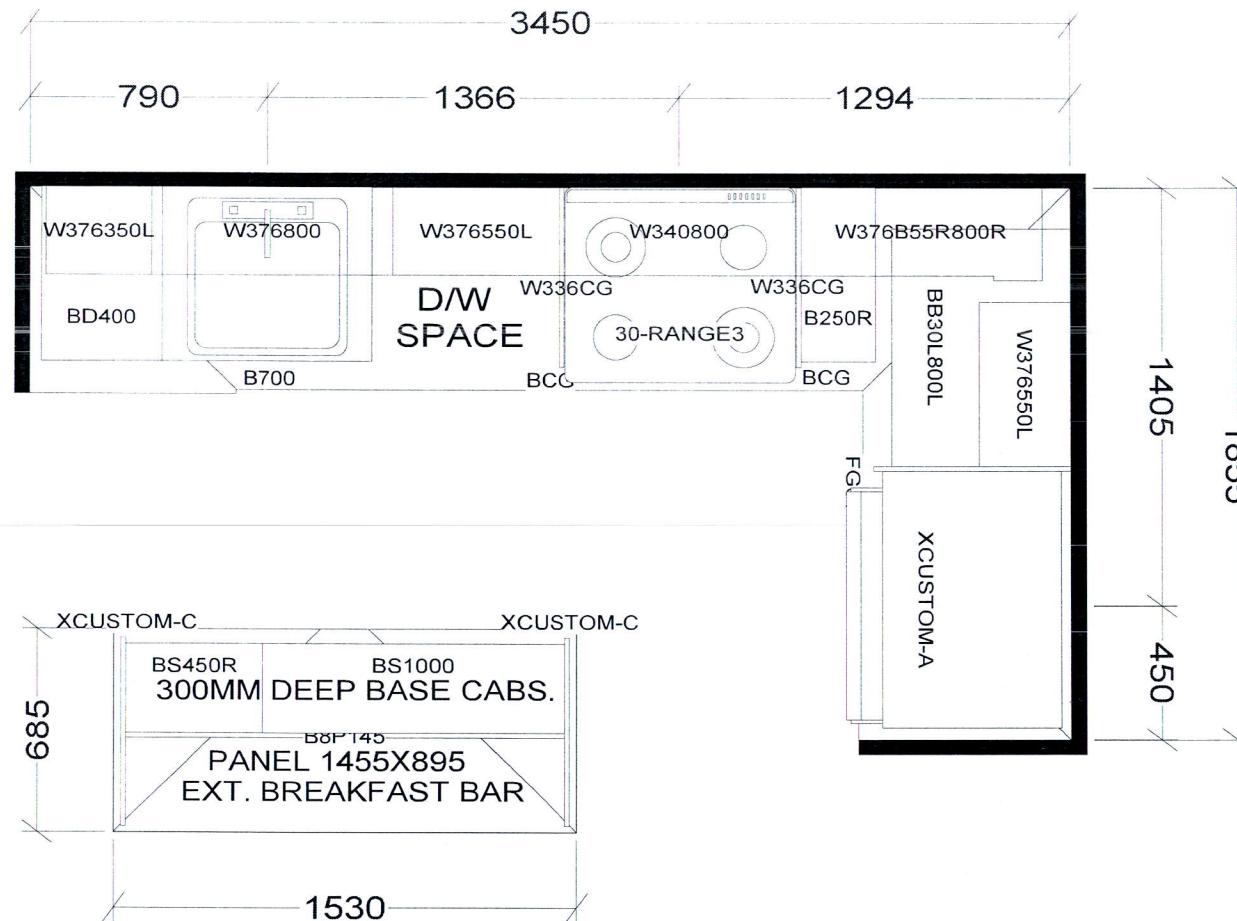 3450
790
1366
1294
W376350L
W376800
W376550L
W340800
W376B55R800R
W336CG
W336CG
D/W
SPACE
BD400
30-RANGE3
B250R
BB30L800L
W376550L
B700
BCG
1405
FG
XCUSTOM-A
450
XCUSTOM-C
XCUSTOM-C
BS450R
BS1000
300MM DEEP BASE CABS.
685
PANEL 1455X895
EXT. BREAKFAST BAR
1530